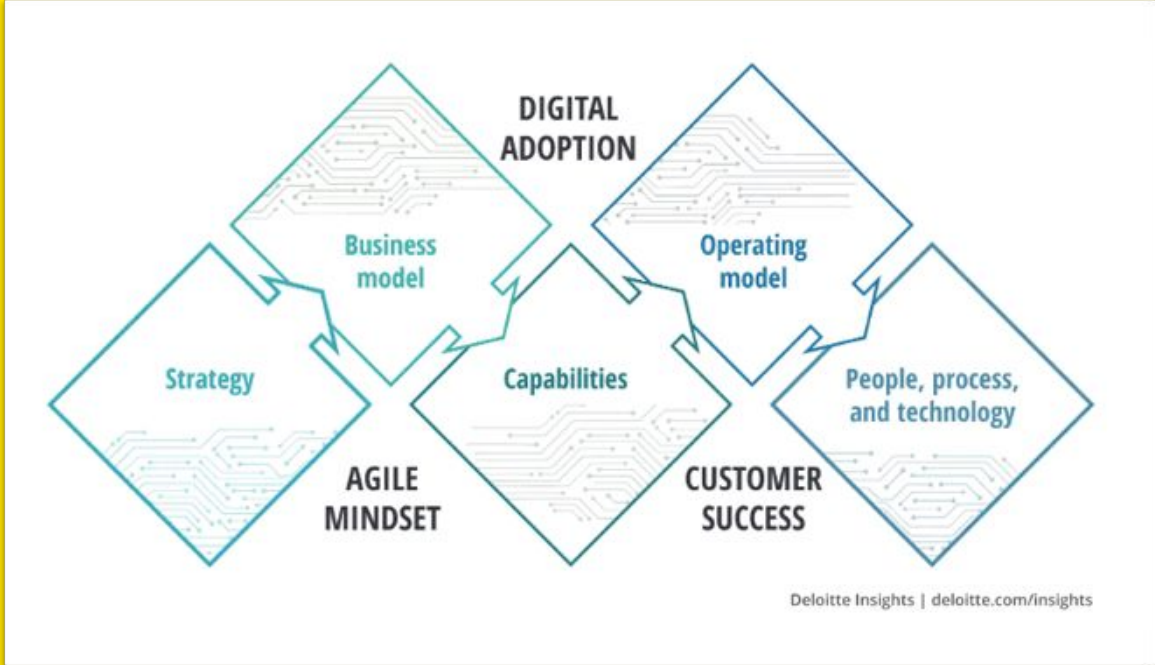 DIGITAL
ADOPTION
Business
model
Operating
model
Strategy
Capabilities
People, process,
and technology
AGILE
MINDSET
CUSTOMER
SUCCESS
Deloitte Insights | deloitte.com/insights